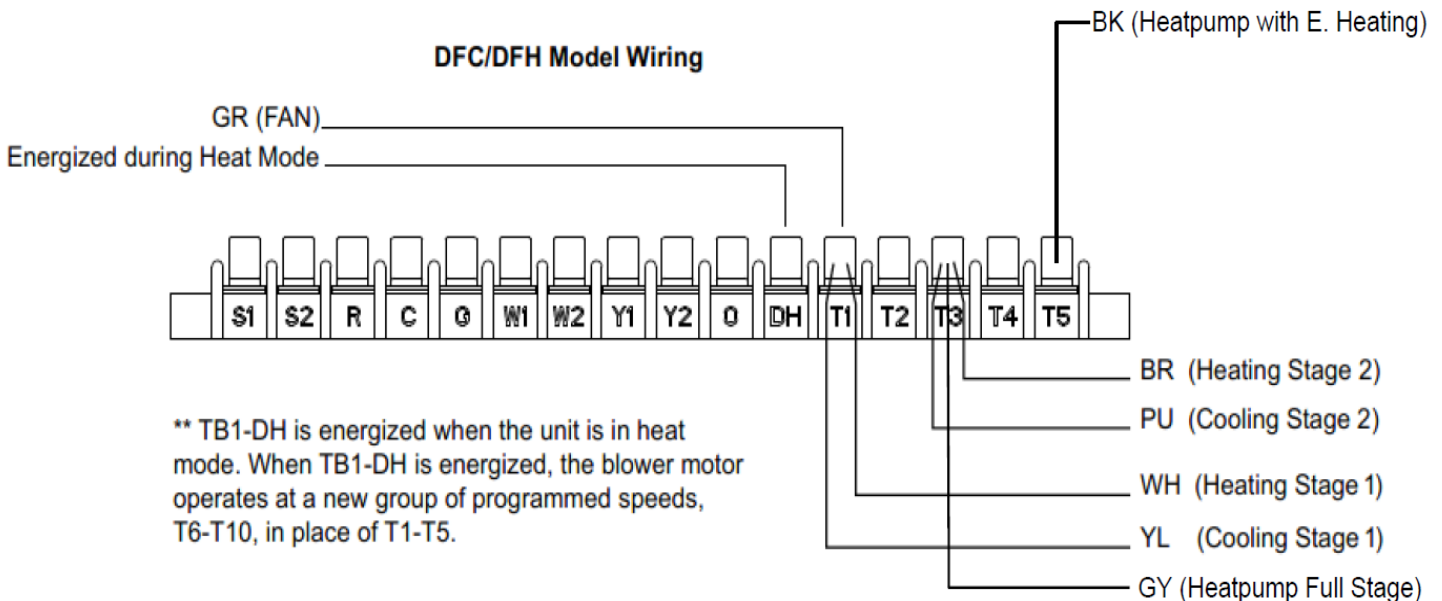 BK (Heatpump with E. Heating)
DFC/DFH Model Wiring
GR (FAN)
Energized during Heat Mode
S1 S2 R C G W1 W2 Y1 Y2 O DH T1 T2 T3 T4 T5
BR (Heating Stage 2)
PU (Cooling Stage 2)
WH (Heating Stage 1)
YL (Cooling Stage 1)
GY (Heatpump Full Stage)
** TB1-DH is energized when the unit is in heat
mode. When TB1-DH is energized, the blower motor
operates at a new group of programmed speeds,
T6-T10, in place of T1-T5.